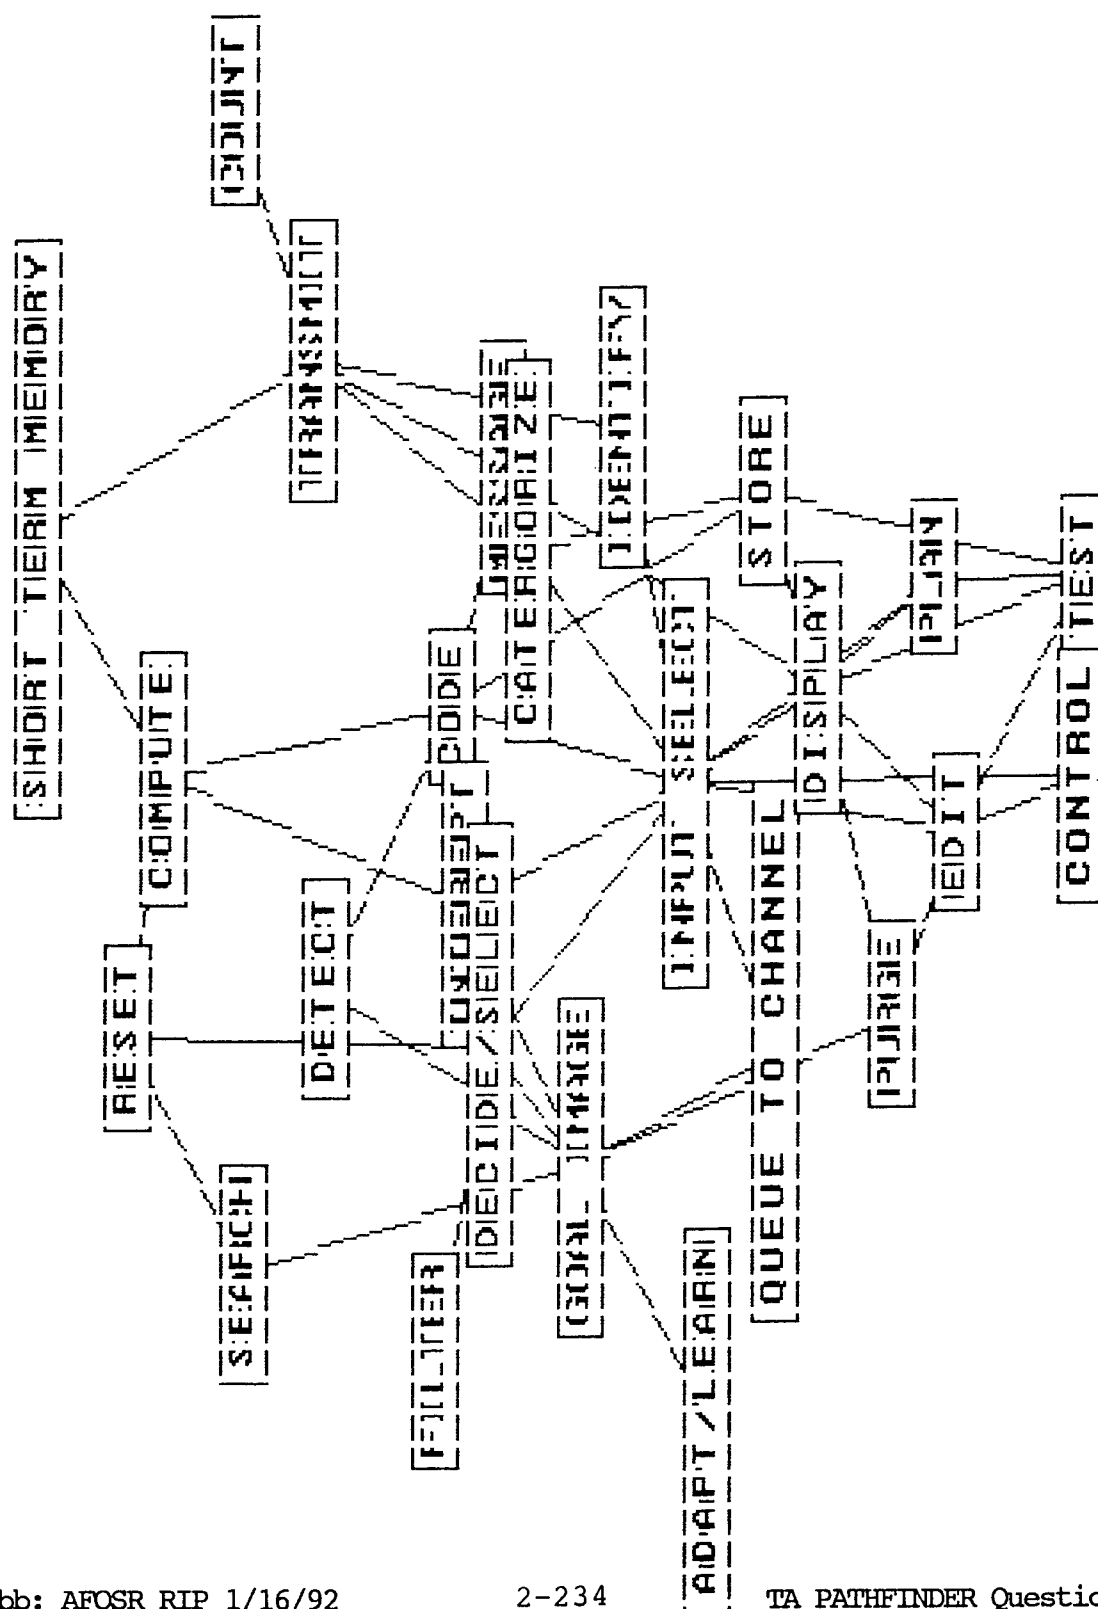 SHORT TERM MEMORY
COUNT
TRANSMIT
COMPUTE
RESET
SEARCH
DETECT
MESSAGE
CATEGORIZE
IDENTIFY
CODE
DECIDE/SELECT
FILTER
GOAL IMAGE
INPUT SELECT
STORE
DISPLAY
PLAN
TEST
CONTROL
EDIT
PURGE
QUEUE TO CHANNEL
ADAPT/LEARN
bb: AFOSR RIP 1/16/92
2-234
TA PATHFINDER Questio